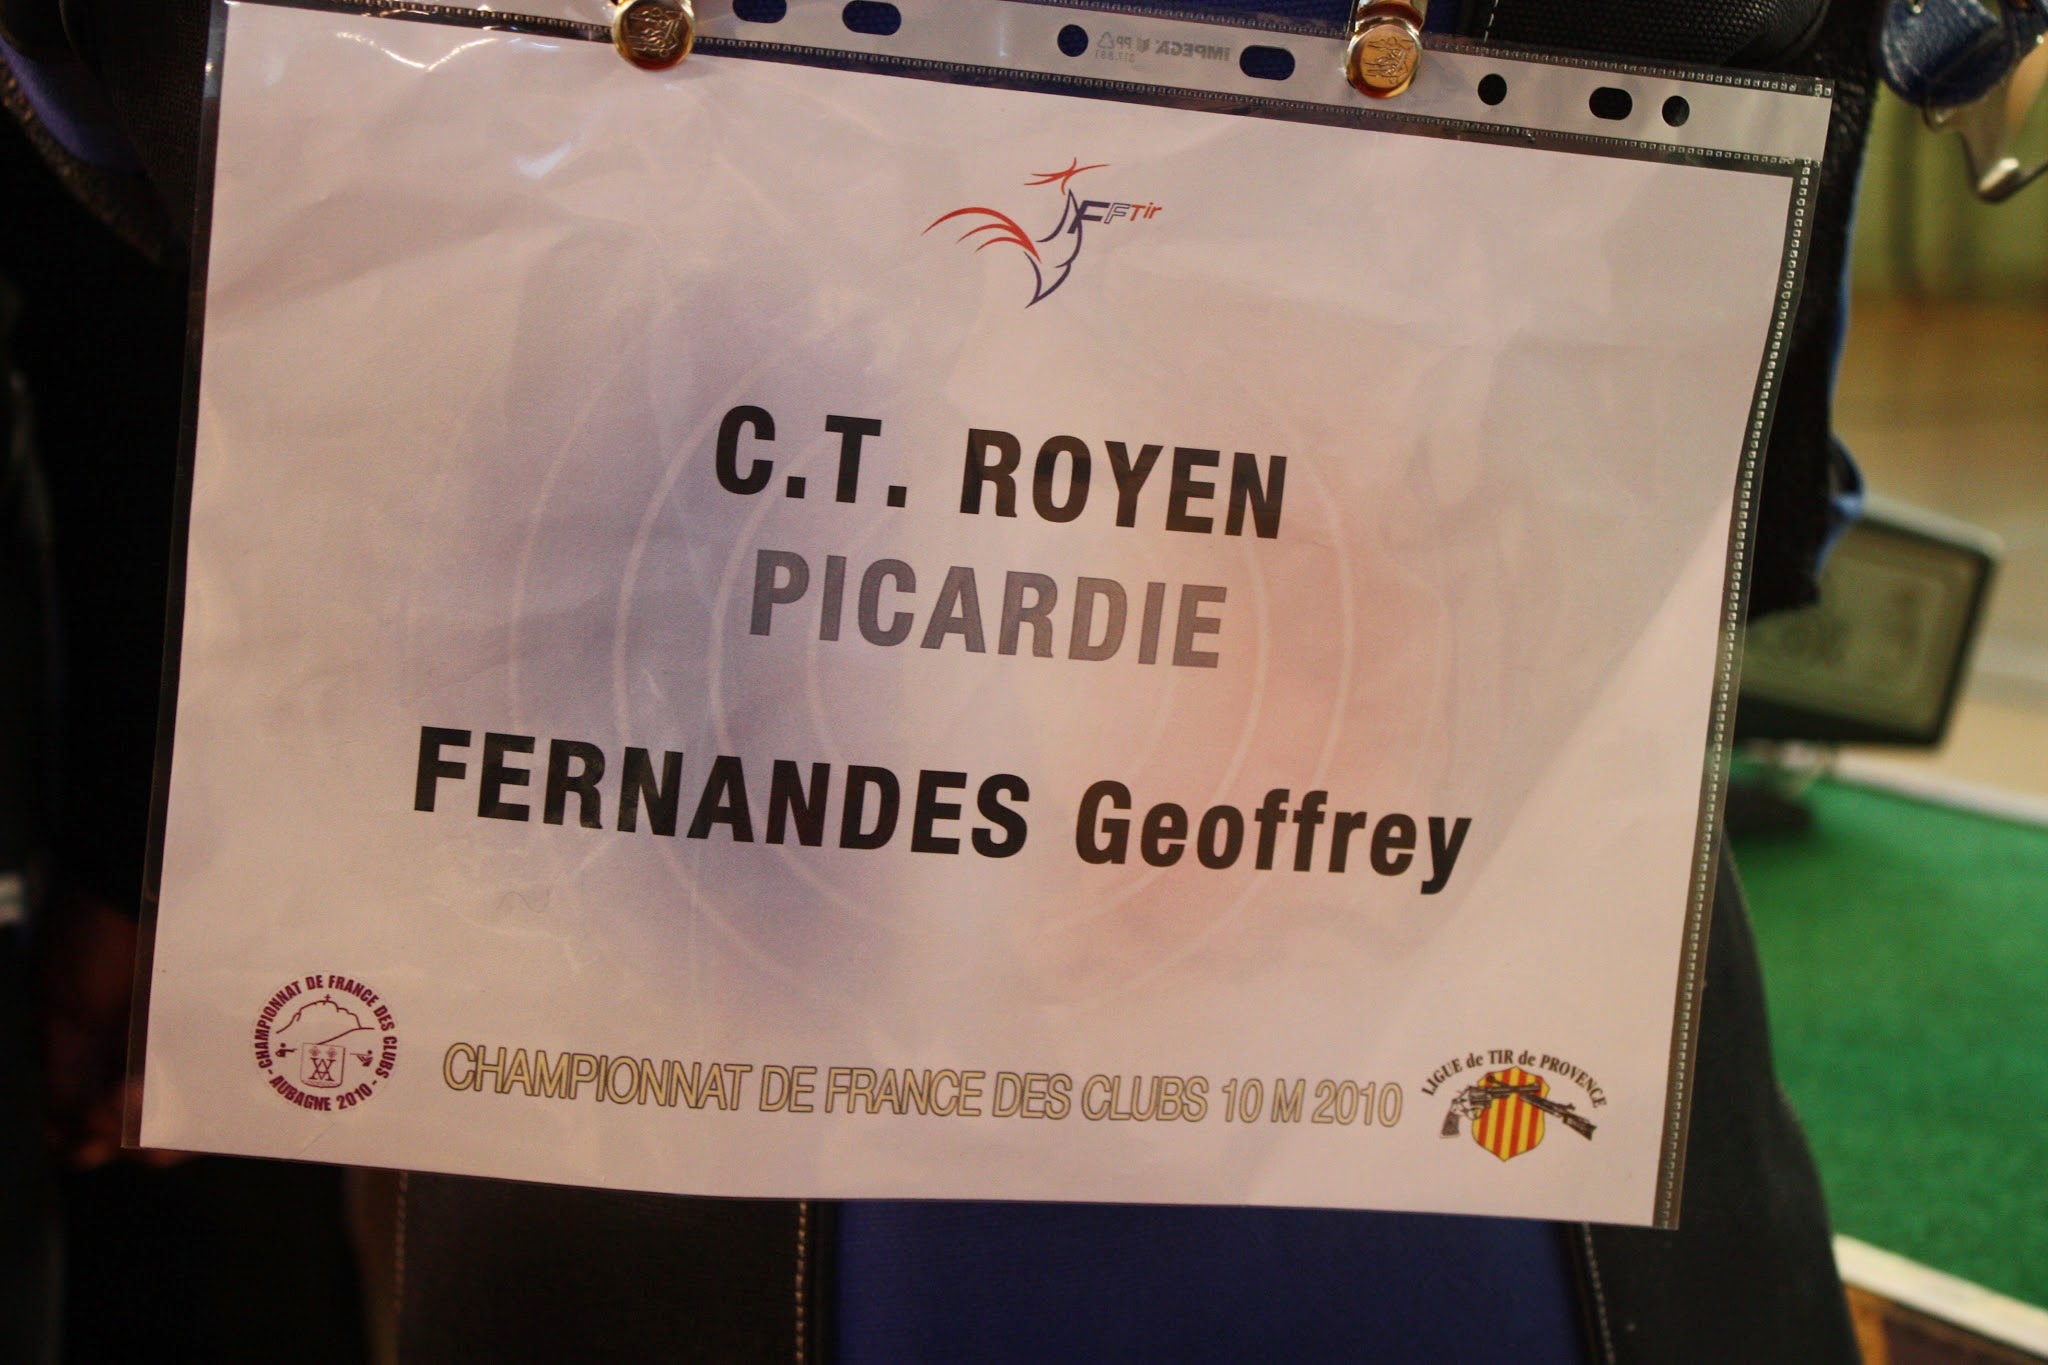 FFTir
C.T. ROYEN
PICARDIE
FERNANDES Geoffrey
CHAMPIONNAT DE FRANCE DES CLUBS
- AUBAGNE 2010 -
CHAMPIONNAT DE FRANCE DES CLUBS 10 M 2010
LIGUE de TIR de PROVENCE